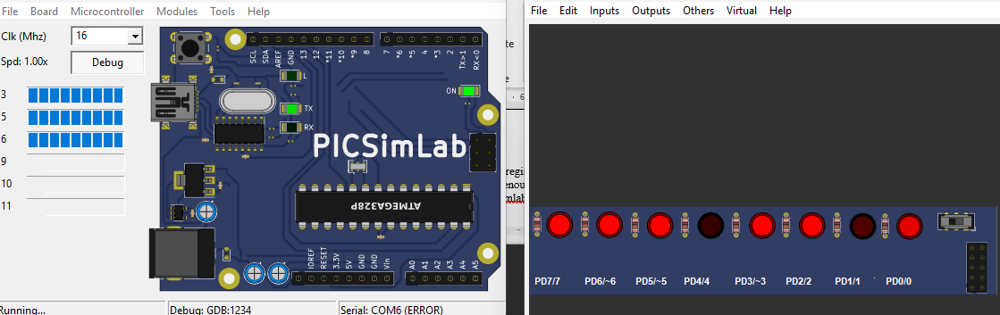 File Board Microcontroller Modules Tools Help
Clk (Mhz) 16
Spd: 1.00x Debug
3
5
6
9
10
11
SCL SDA AREF GND 13 12 *11 *10 *9 8 7 *6 *5 4 *3 2 TX>1 RX<0
L
TX
RX
ON
PICSimLab
ATMEGA328P
IOREF RESET 3.3V 5V GND GND Vin A0 A1 A2 A3 A4 A5
Running... Debug: GDB:1234 Serial: COM6 (ERROR)
te
e
6
regis
enou
mlab
File Edit Inputs Outputs Others Virtual Help
PD7/7 PD6/~6 PD5/~5 PD4/4 PD3/~3 PD2/2 PD1/1 PD0/0